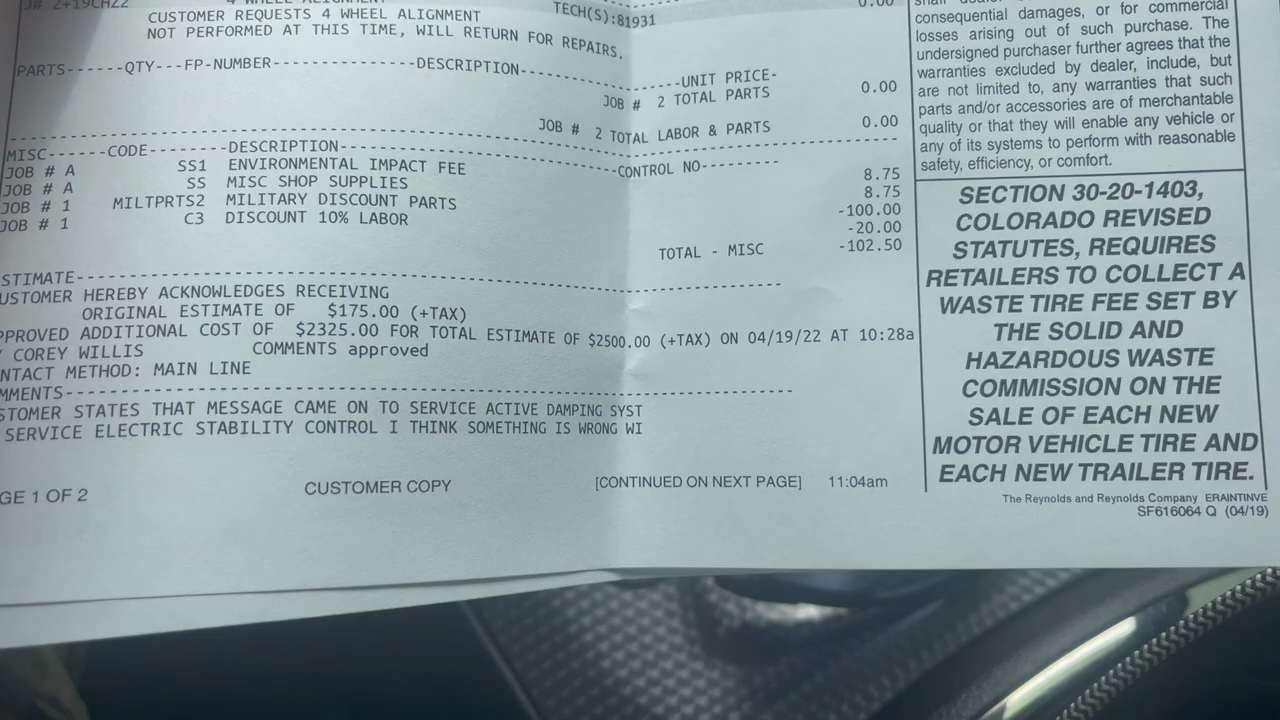 J# 2+19CHZ2 4 WHEEL ALIGNMENT TECH(S):81931 0.00
CUSTOMER REQUESTS 4 WHEEL ALIGNMENT
NOT PERFORMED AT THIS TIME, WILL RETURN FOR REPAIRS.
PARTS------QTY---FP-NUMBER---------------DESCRIPTION--------------------UNIT PRICE-
JOB # 2 TOTAL PARTS 0.00
JOB # 2 TOTAL LABOR & PARTS 0.00
MISC------CODE--------DESCRIPTION------------------------------CONTROL NO---------
JOB # A SS1 ENVIRONMENTAL IMPACT FEE 8.75
JOB # A SS MISC SHOP SUPPLIES 8.75
JOB # 1 MILTPRTS2 MILITARY DISCOUNT PARTS -100.00
JOB # 1 C3 DISCOUNT 10% LABOR -20.00
TOTAL - MISC -102.50
STIMATE----------------------------------------------------------------
USTOMER HEREBY ACKNOWLEDGES RECEIVING
ORIGINAL ESTIMATE OF $175.00 (+TAX)
PPROVED ADDITIONAL COST OF $2325.00 FOR TOTAL ESTIMATE OF $2500.00 (+TAX) ON 04/19/22 AT 10:28a
Y COREY WILLIS COMMENTS approved
NTACT METHOD: MAIN LINE
MMENTS------------------------------------------------------------------
STOMER STATES THAT MESSAGE CAME ON TO SERVICE ACTIVE DAMPING SYST
SERVICE ELECTRIC STABILITY CONTROL I THINK SOMETHING IS WRONG WI
GE 1 OF 2 CUSTOMER COPY [CONTINUED ON NEXT PAGE] 11:04am
consequential damages, or for commercial
losses arising out of such purchase. The
undersigned purchaser further agrees that the
warranties excluded by dealer, include, but
are not limited to, any warranties that such
parts and/or accessories are of merchantable
quality or that they will enable any vehicle or
any of its systems to perform with reasonable
safety, efficiency, or comfort.
SECTION 30-20-1403,
COLORADO REVISED
STATUTES, REQUIRES
RETAILERS TO COLLECT A
WASTE TIRE FEE SET BY
THE SOLID AND
HAZARDOUS WASTE
COMMISSION ON THE
SALE OF EACH NEW
MOTOR VEHICLE TIRE AND
EACH NEW TRAILER TIRE.
The Reynolds and Reynolds Company ERAINTINVE
SF616064 Q (04/19)